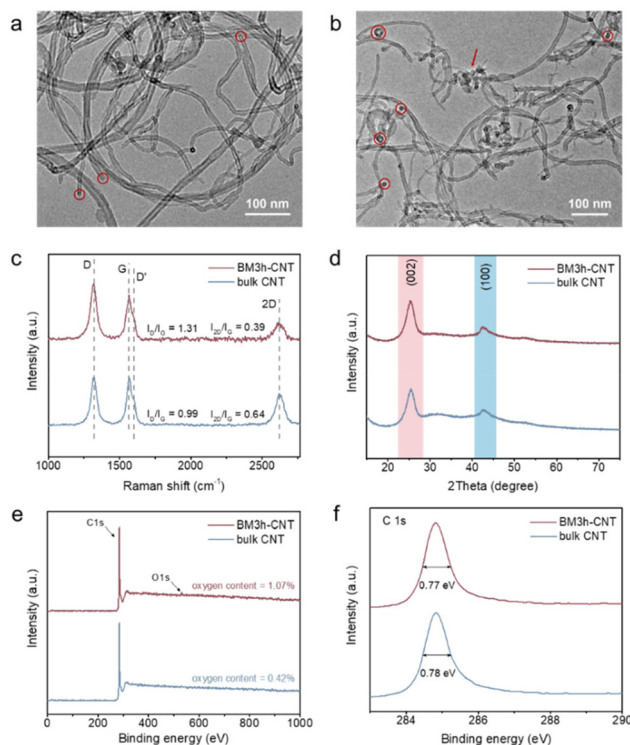 a
100 nm
b
100 nm
c
D
G
D'
2D
BM3h-CNT
bulk CNT
I_D/I_G = 1.31 I_2D/I_G = 0.39
I_D/I_G = 0.99 I_2D/I_G = 0.64
Intensity (a.u.)
1000 1500 2000 2500
Raman shift (cm⁻¹)
d
(002)
(100)
BM3h-CNT
bulk CNT
Intensity (a.u.)
20 30 40 50 60 70
2Theta (degree)
e
C1s
O1s
BM3h-CNT
bulk CNT
oxygen content = 1.07%
oxygen content = 0.42%
Intensity (a.u.)
0 200 400 600 800 1000
Binding energy (eV)
f
C 1s
BM3h-CNT
bulk CNT
0.77 eV
0.78 eV
Intensity (a.u.)
284 286 288 290
Binding energy (eV)